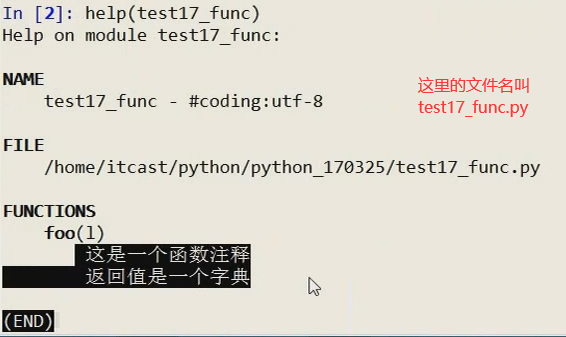 In [2]: help(test17_func)
Help on module test17_func:
NAME
test17_func - #coding:utf-8
这里的文件名叫
test17_func.py
FILE
/home/itcast/python/python_170325/test17_func.py
FUNCTIONS
foo(l)
这是一个函数注释
返回值是一个字典
(END)